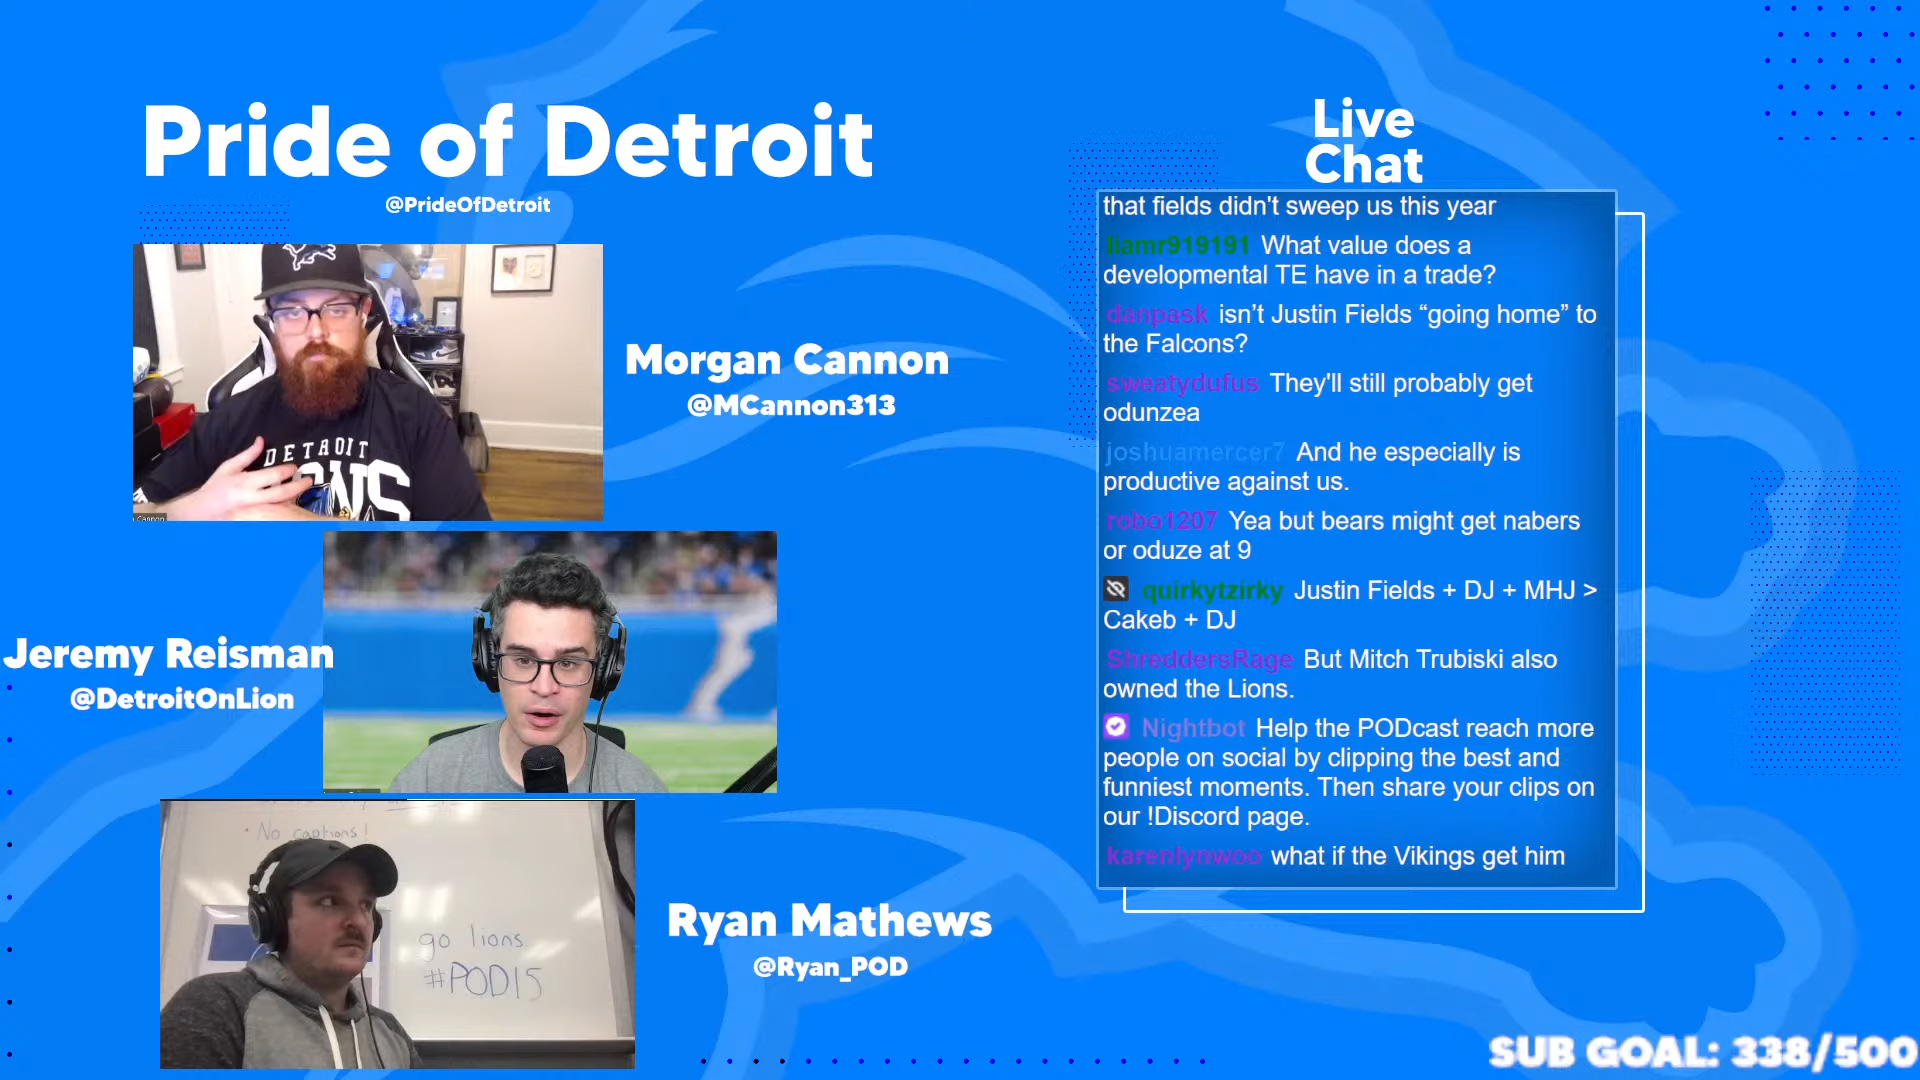 Pride of Detroit
@PrideOfDetroit
Morgan Cannon
@MCannon313
DETROIT
Cannon
Jeremy Reisman
@DetroitOnLion
• No captions!
go lions
#POD15
Ryan Mathews
@Ryan_POD
Live
Chat
that fields didn't sweep us this year
liamr919191 What value does a
developmental TE have in a trade?
danpask isn’t Justin Fields “going home” to
the Falcons?
sweatydufus They'll still probably get
odunzea
joshuamercer7 And he especially is
productive against us.
robo1207 Yea but bears might get nabers
or oduze at 9
quirkytzirky Justin Fields + DJ + MHJ >
Cakeb + DJ
ShreddersRage But Mitch Trubiski also
owned the Lions.
Nightbot Help the PODcast reach more
people on social by clipping the best and
funniest moments. Then share your clips on
our !Discord page.
karenlynwoo what if the Vikings get him
SUB GOAL: 338/500